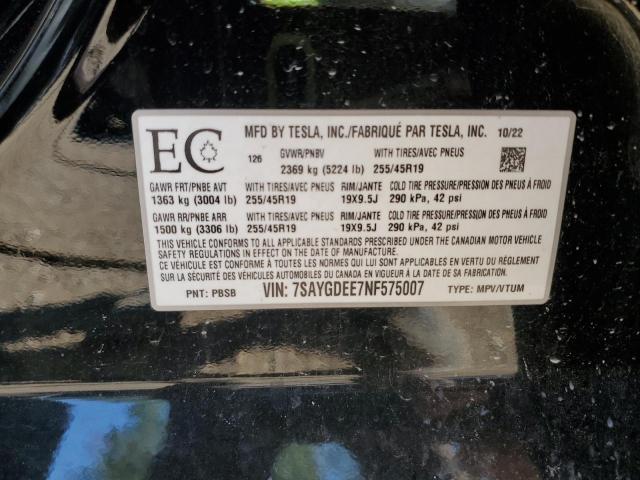 EC
MFD BY TESLA, INC./FABRIQUÉ PAR TESLA, INC. 10/22
126 GVWR/PNBV WITH TIRES/AVEC PNEUS
2369 kg (5224 lb) 255/45R19
GAWR FRT/PNBE AVT WITH TIRES/AVEC PNEUS RIM/JANTE COLD TIRE PRESSURE/PRESSION DES PNEUS À FROID
1363 kg (3004 lb) 255/45R19 19X9.5J 290 kPa, 42 psi
GAWR RR/PNBE ARR WITH TIRES/AVEC PNEUS RIM/JANTE COLD TIRE PRESSURE/PRESSION DES PNEUS À FROID
1500 kg (3306 lb) 255/45R19 19X9.5J 290 kPa, 42 psi
THIS VEHICLE CONFORMS TO ALL APPLICABLE STANDARDS PRESCRIBED UNDER THE CANADIAN MOTOR VEHICLE
SAFETY REGULATIONS IN EFFECT ON THE DATE OF MANUFACTURE.
CE VÉHICULE EST CONFORME À TOUTES LES NORMES QUI LUI SONT APPLICABLES EN VERTU DU RÈGLEMENT
SUR LA SÉCURITÉ DES VÉHICULES AUTOMOBILES DU CANADA EN VIGUEUR À LA DATE DE SA FABRICATION.
PNT: PBSB VIN: 7SAYGDEE7NF575007 TYPE: MPV/VTUM